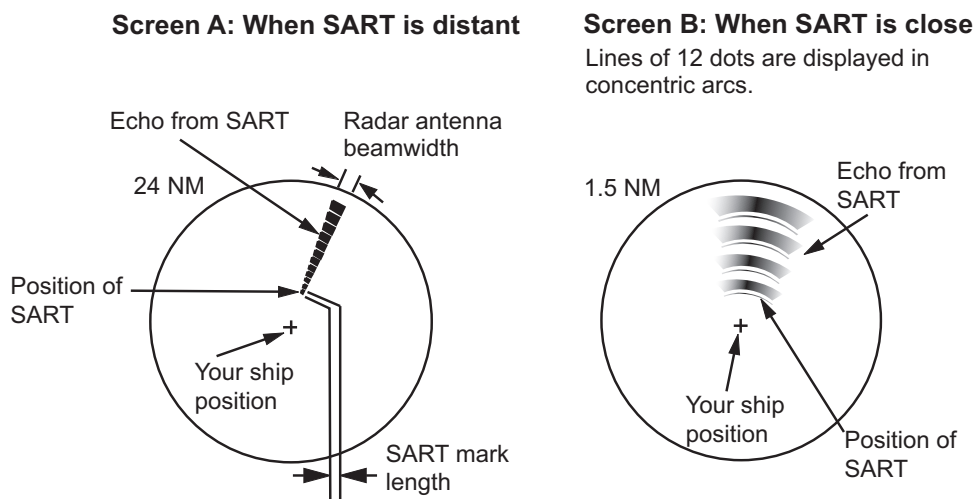 Screen A: When SART is distant
Echo from SART
Radar antenna
beamwidth
24 NM
Position of
SART
Your ship
position
SART mark
length
Screen B: When SART is close
Lines of 12 dots are displayed in
concentric arcs.
1.5 NM
Echo from
SART
Your ship
position
Position of
SART